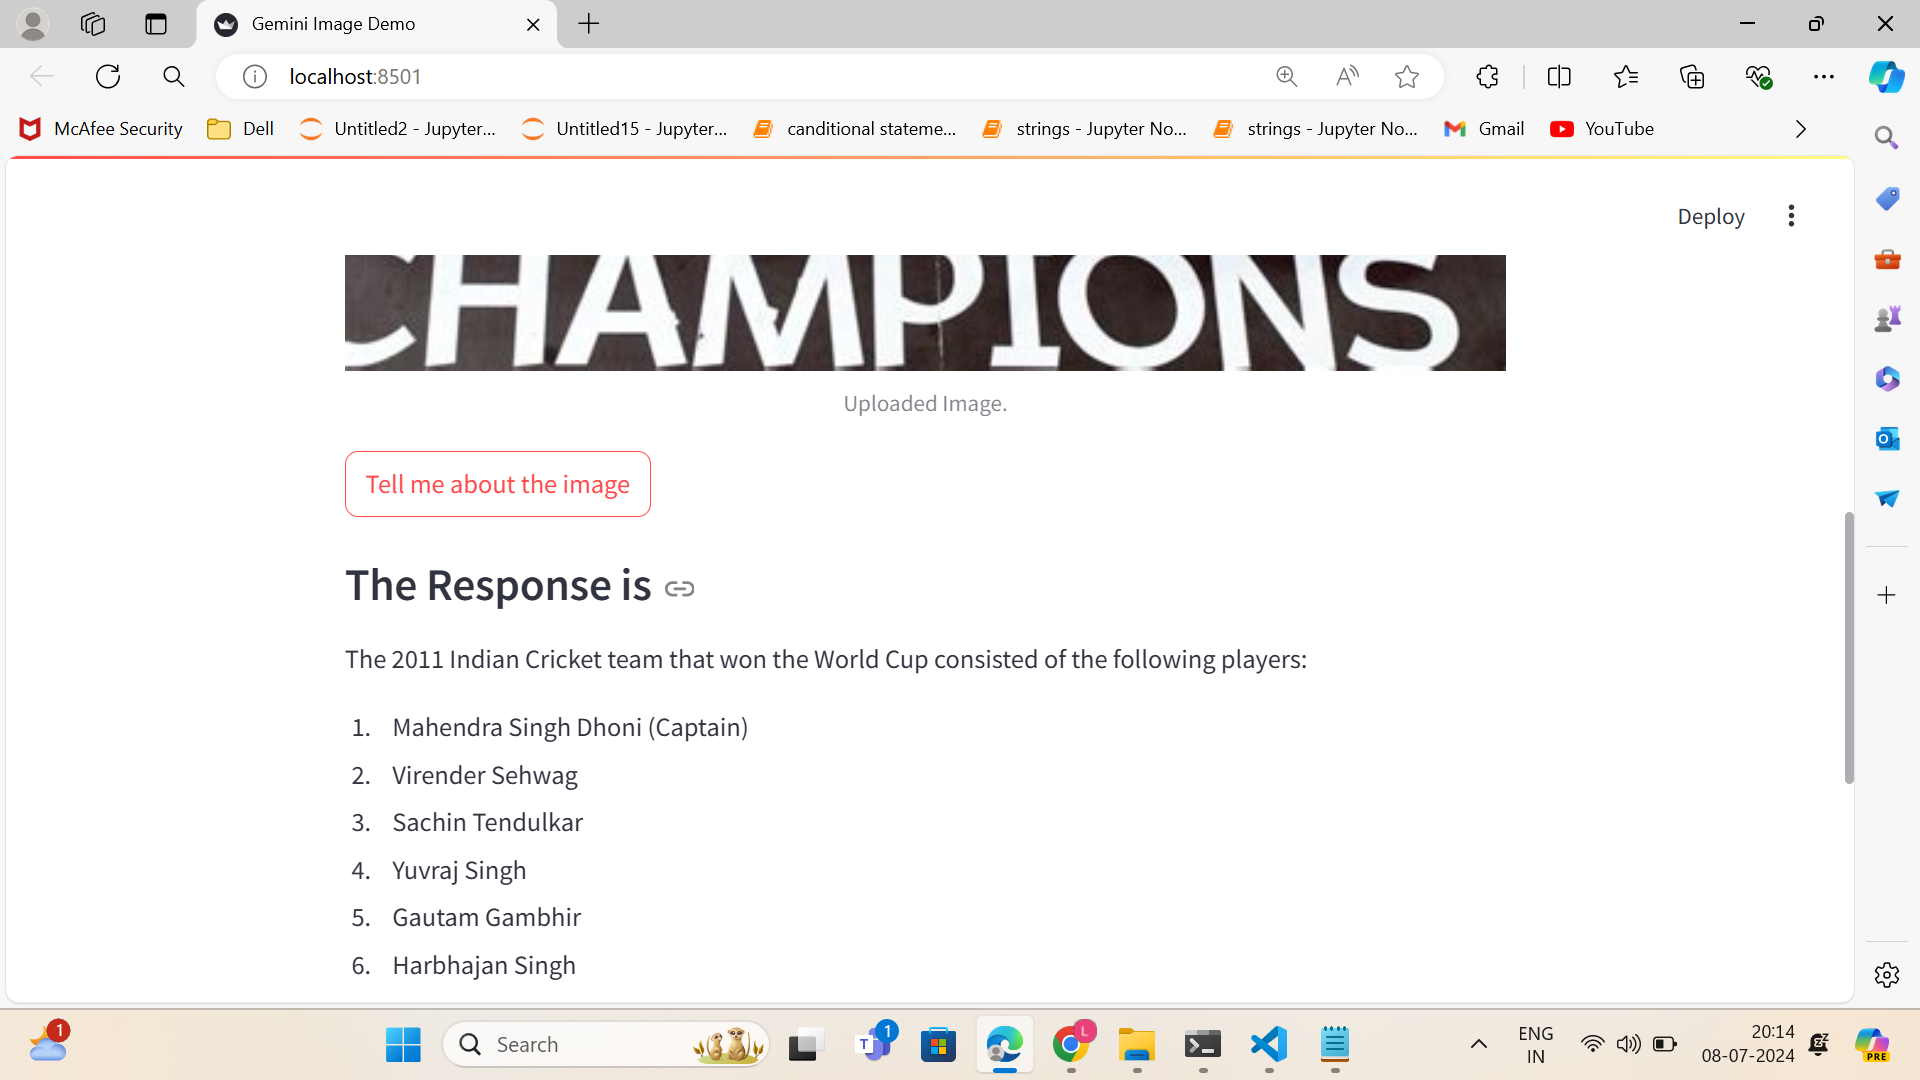 Gemini Image Demo
localhost:8501
McAfee Security
Dell
Untitled2 - Jupyter...
Untitled15 - Jupyter...
canditional stateme...
strings - Jupyter No...
strings - Jupyter No...
Gmail
YouTube
Deploy
CHAMPIONS
Uploaded Image.
Tell me about the image
The Response is
The 2011 Indian Cricket team that won the World Cup consisted of the following players:
1. Mahendra Singh Dhoni (Captain)
2. Virender Sehwag
3. Sachin Tendulkar
4. Yuvraj Singh
5. Gautam Gambhir
6. Harbhajan Singh
1
Search
1
L
ENG
IN
20:14
08-07-2024
PRE